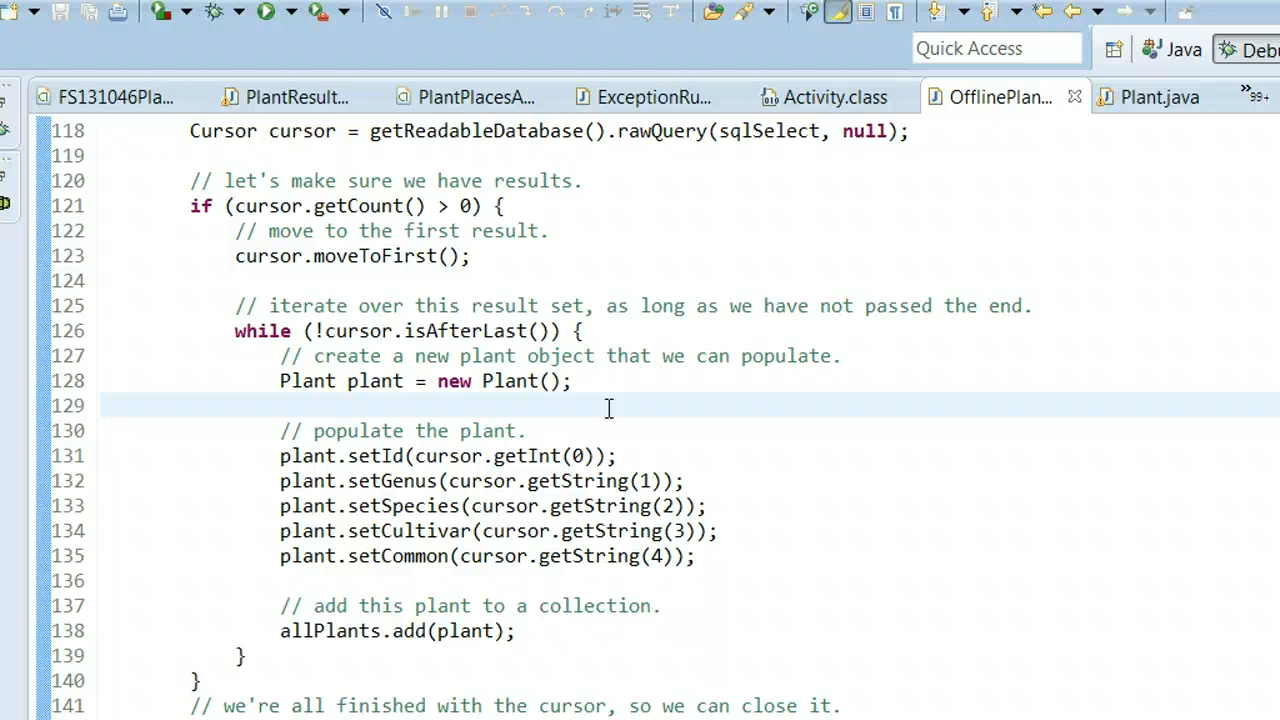 Quick Access
Java
Debu
FS131046Pla...
PlantResult...
PlantPlacesA...
ExceptionRu...
Activity.class
OfflinePlan...
Plant.java
99+
118 Cursor cursor = getReadableDatabase().rawQuery(sqlSelect, null);
119
120 // let's make sure we have results.
121 if (cursor.getCount() > 0) {
122 // move to the first result.
123 cursor.moveToFirst();
124
125 // iterate over this result set, as long as we have not passed the end.
126 while (!cursor.isAfterLast()) {
127 // create a new plant object that we can populate.
128 Plant plant = new Plant();
129
130 // populate the plant.
131 plant.setId(cursor.getInt(0));
132 plant.setGenus(cursor.getString(1));
133 plant.setSpecies(cursor.getString(2));
134 plant.setCultivar(cursor.getString(3));
135 plant.setCommon(cursor.getString(4));
136
137 // add this plant to a collection.
138 allPlants.add(plant);
139 }
140 }
141 // we're all finished with the cursor, so we can close it.